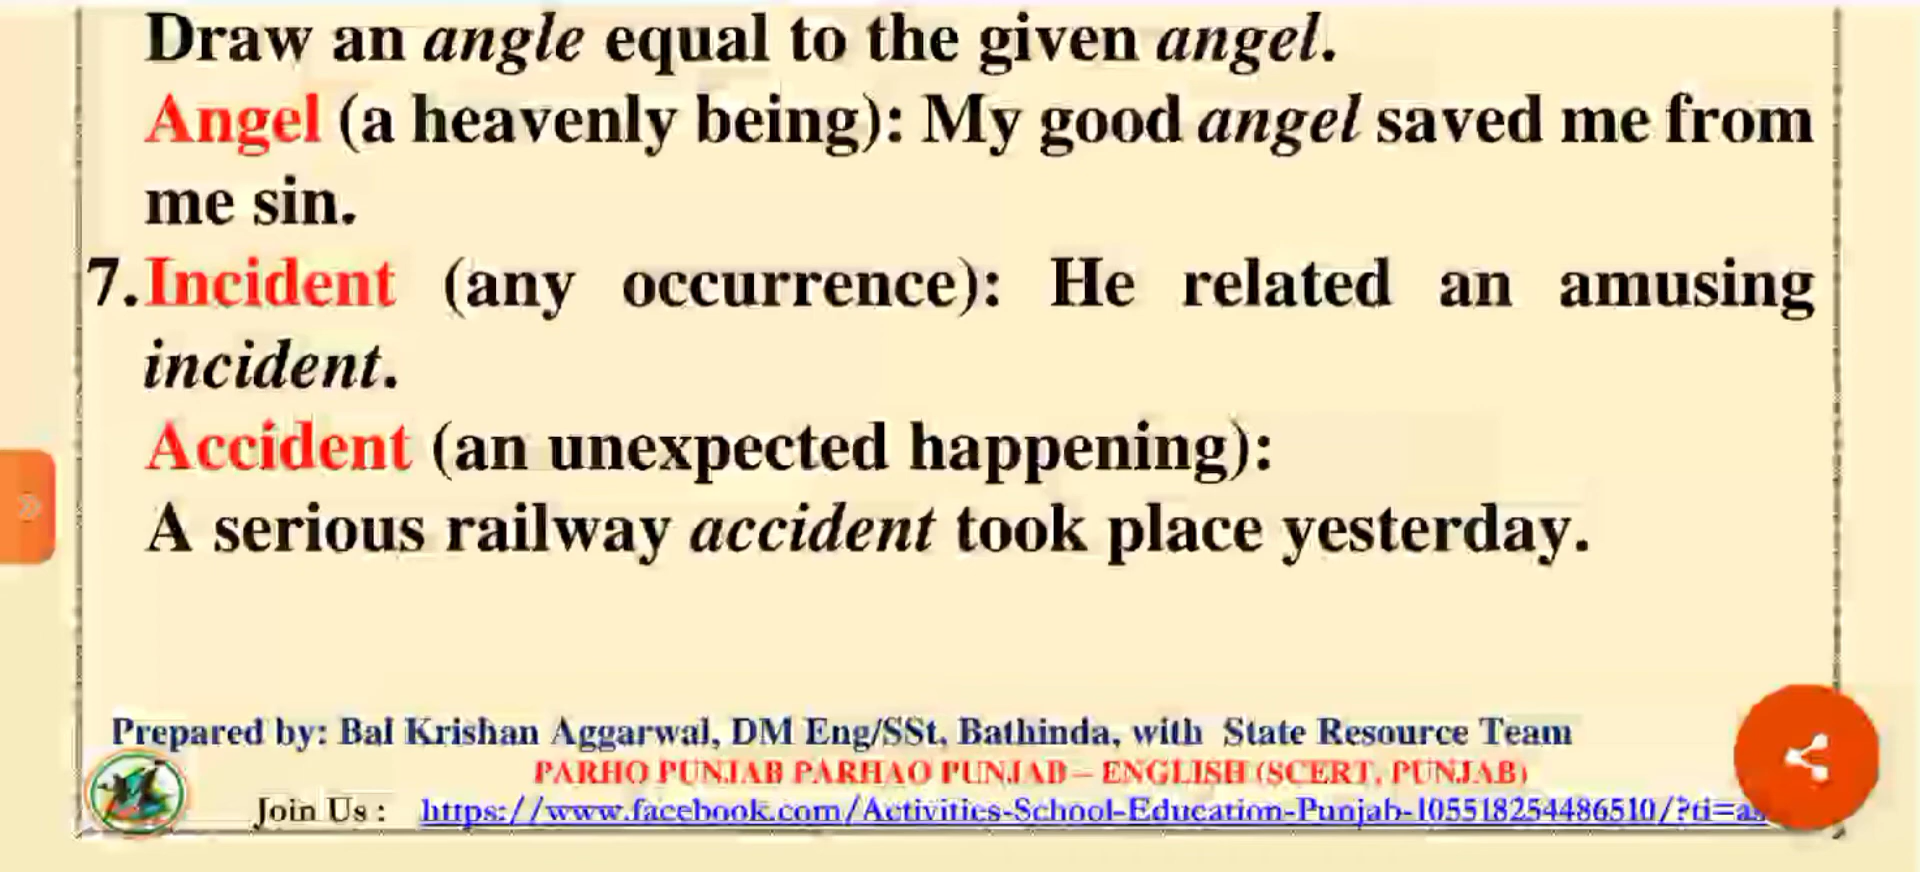 Draw an angle equal to the given angel.
Angel (a heavenly being): My good angel saved me from
me sin.
7. Incident (any occurrence): He related an amusing
incident.
Accident (an unexpected happening):
A serious railway accident took place yesterday.
Prepared by: Bal Krishan Aggarwal, DM Eng/SSt, Bathinda, with State Resource Team
PARHO PUNJAB PARHAO PUNJAB – ENGLISH (SCERT, PUNJAB)
Join Us : https://www.facebook.com/Activities-School-Education-Punjab-105518254486510/?ti=as